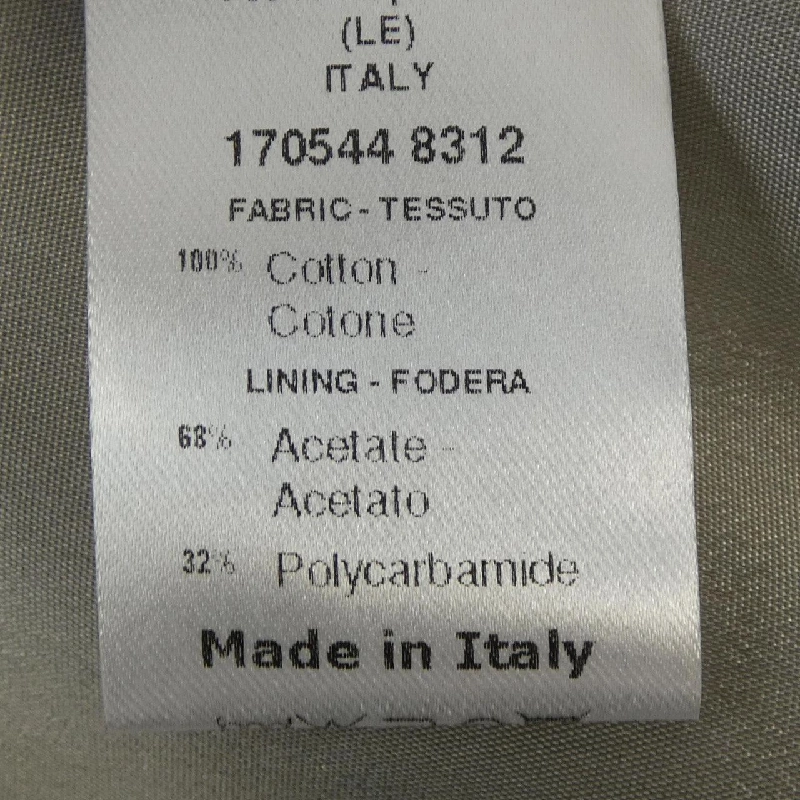 (LE)
ITALY
170544 8312
FABRIC - TESSUTO
100% Cotton -
Cotone
LINING - FODERA
68% Acetate -
Acetato
32% Polycarbamide
Made in Italy